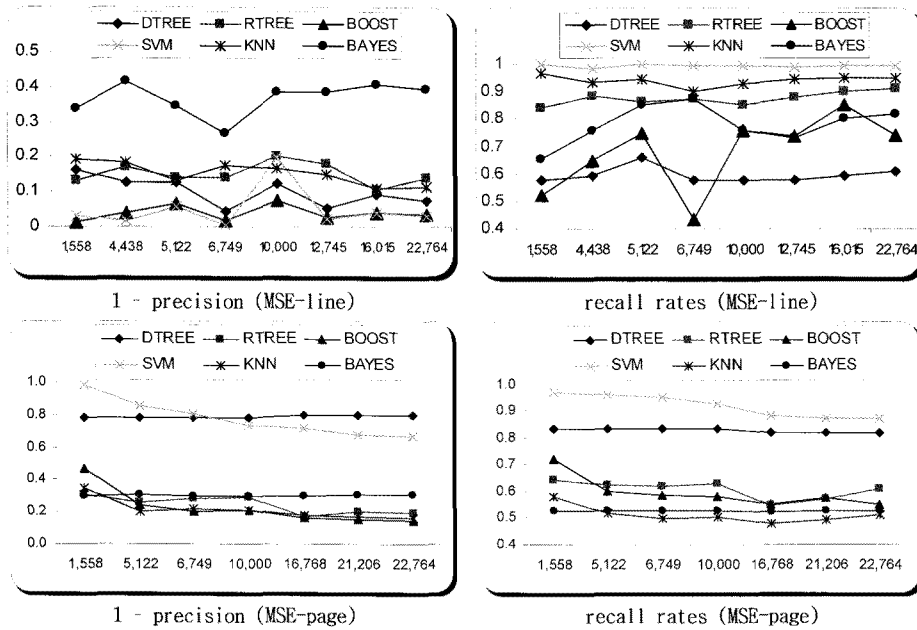 DTREE RTREE BOOST
SVM KNN BAYES
0.5
0.4
0.3
0.2
0.1
0
1,558 4,438 5,122 6,749 10,000 12,745 16,015 22,764
1 - precision (MSE-line)
DTREE RTREE BOOST
SVM KNN BAYES
1
0.9
0.8
0.7
0.6
0.5
0.4
1,558 4,438 5,122 6,749 10,000 12,745 16,015 22,764
recall rates (MSE-line)
DTREE RTREE BOOST
SVM KNN BAYES
1.0
0.8
0.6
0.4
0.2
0.0
1,558 5,122 6,749 10,000 16,768 21,206 22,764
1 - precision (MSE-page)
DTREE RTREE BOOST
SVM KNN BAYES
1.0
0.9
0.8
0.7
0.6
0.5
0.4
1,558 5,122 6,749 10,000 16,768 21,206 22,764
recall rates (MSE-page)